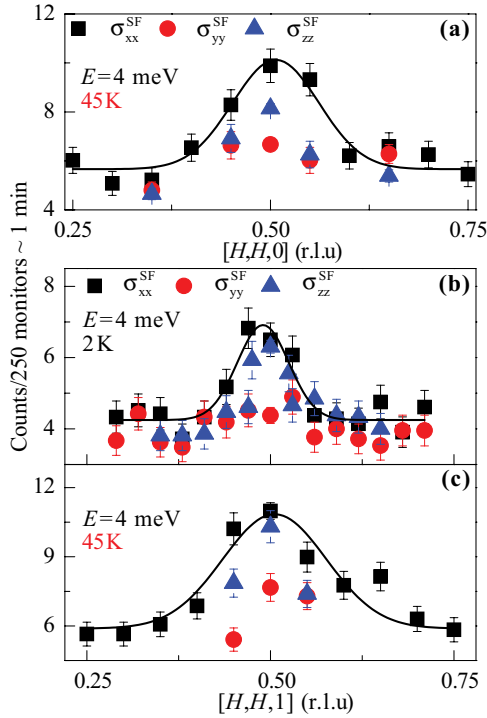 σxxSF σyySF σzzSF
(a)
E=4 meV
45K
12
8
4
0.25 0.50 0.75
[H,H,0] (r.l.u)
Counts/250 monitors ~ 1 min
σxxSF σyySF σzzSF
(b)
E=4 meV
2K
8
6
4
(c)
E=4 meV
45K
12
9
6
0.25 0.50 0.75
[H,H,1] (r.l.u)